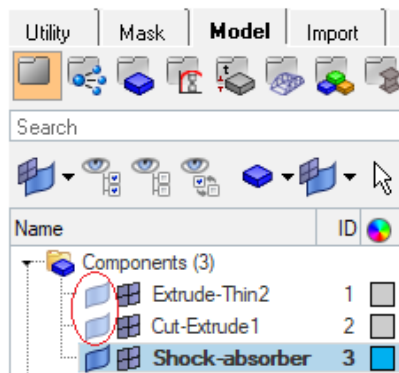 Utility Mask Model Import
Search
Name ID
Components (3)
Extrude-Thin2 1
Cut-Extrude1 2
Shock-absorber 3